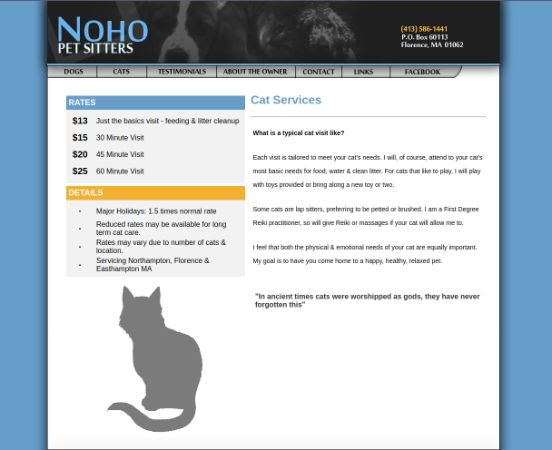 NOHO
PET SITTERS
(413) 586-1441
P.O. Box 60113
Florence, MA 01062
DOGS
CATS
TESTIMONIALS
ABOUT THE OWNER
CONTACT
LINKS
FACEBOOK
RATES
$13 Just the basics visit - feeding & litter cleanup
$15 30 Minute Visit
$20 45 Minute Visit
$25 60 Minute Visit
DETAILS
· Major Holidays: 1.5 times normal rate
· Reduced rates may be available for long
term cat care.
· Rates may vary due to number of cats &
location.
· Servicing Northampton, Florence &
Easthampton MA
Cat Services
What is a typical cat visit like?
Each visit is tailored to meet your cat's needs. I will, of course, attend to your cat's
most basic needs for food, water & clean litter. For cats that like to play, I will play
with toys provided or bring along a new toy or two.
Some cats are lap sitters, preferring to be petted or brushed. I am a First Degree
Reiki practitioner, so will give Reiki or massages if your cat will allow me to.
I feel that both the physical & emotional needs of your cat are equally important.
My goal is to have you come home to a happy, healthy, relaxed pet.
"In ancient times cats were worshipped as gods, they have never
forgotten this"